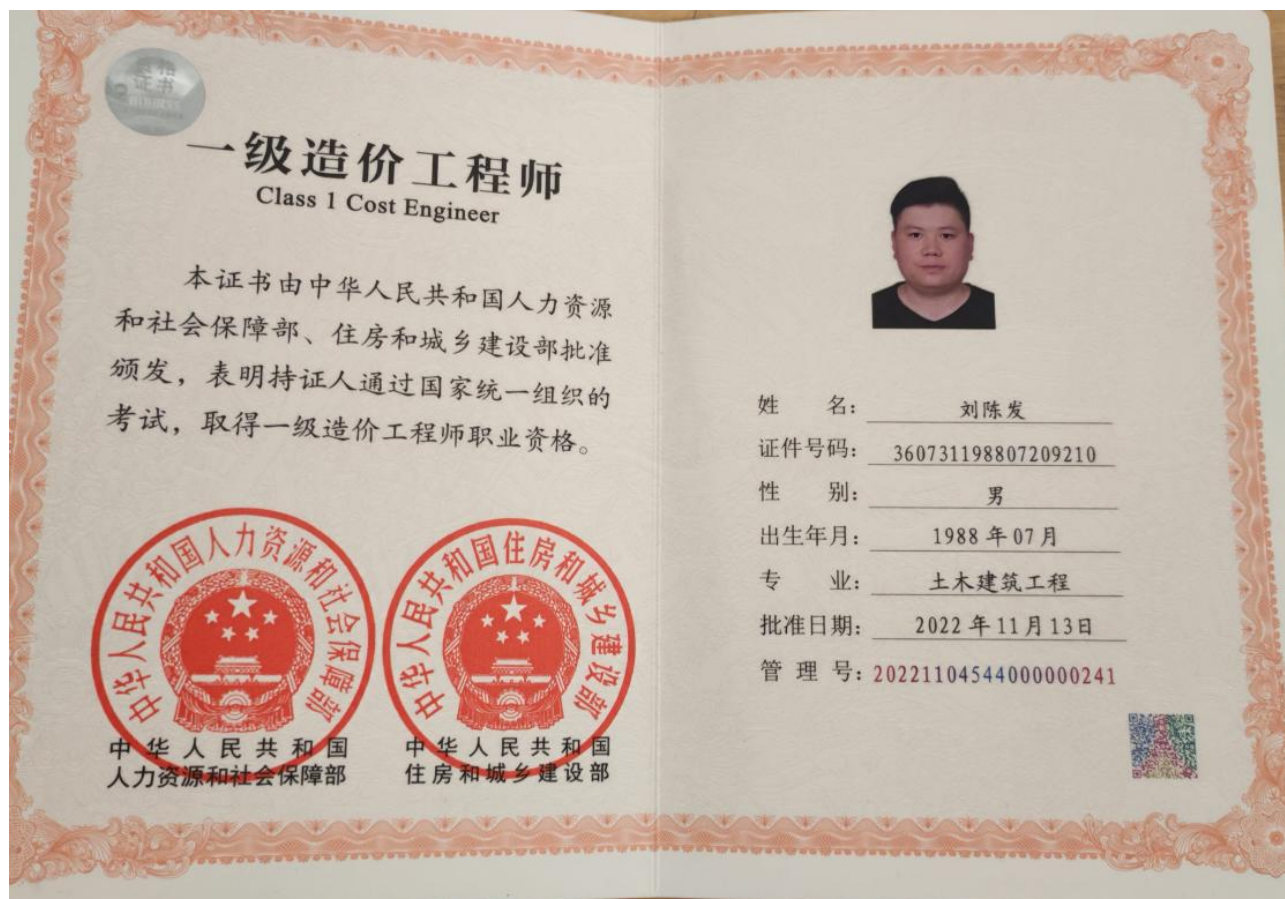 一级造价工程师
Class 1 Cost Engineer
本证书由中华人民共和国人力资源
和社会保障部、住房和城乡建设部批准
颁发，表明持证人通过国家统一组织的
考试，取得一级造价工程师职业资格。
中华人民共和国人力资源和社会保障部
中华人民共和国住房和城乡建设部
中华人民共和国
人力资源和社会保障部
中华人民共和国
住房和城乡建设部
姓 名：刘陈发
证件号码：360731198807209210
性 别：男
出生年月：1988年07月
专 业：土木建筑工程
批准日期：2022年11月13日
管 理 号：20221104544000000241